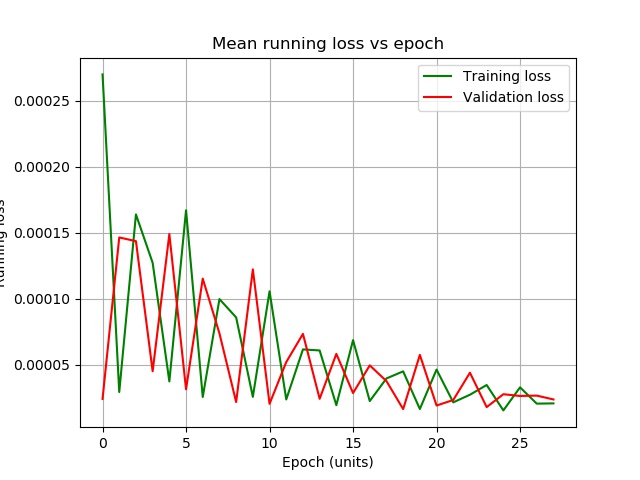 Mean running loss vs epoch
Training loss
Validation loss
0.00025
0.00020
0.00015
0.00010
0.00005
loss
0 5 10 15 20 25
Epoch (units)